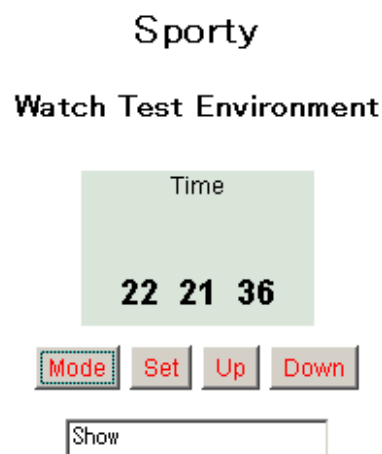 Sporty
Watch Test Environment
Time
22 21 36
Mode Set Up Down
Show